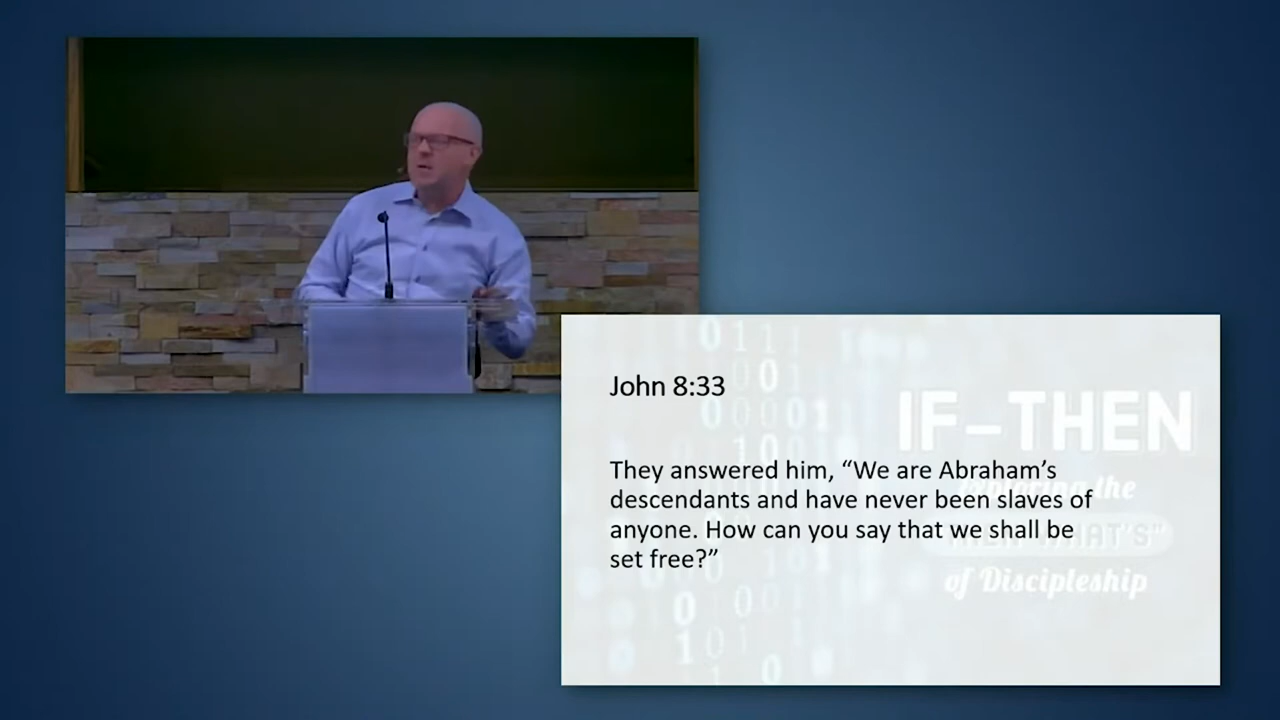 John 8:33
They answered him, “We are Abraham’s
descendants and have never been slaves of
anyone. How can you say that we shall be
set free?”
IF–THEN
the
of Discipleship